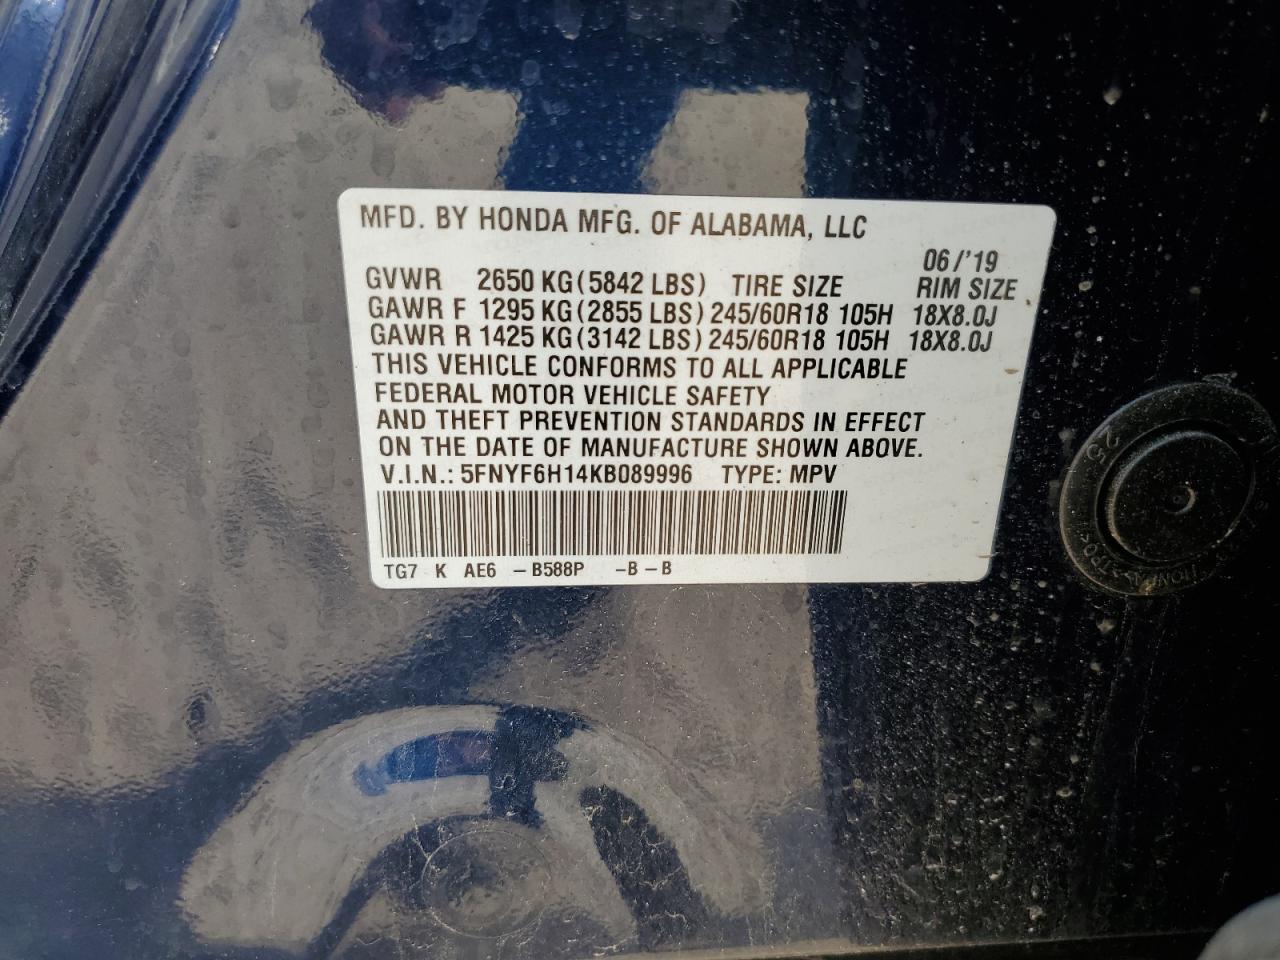 MFD. BY HONDA MFG. OF ALABAMA, LLC
06/'19
GVWR 2650 KG(5842 LBS) TIRE SIZE RIM SIZE
GAWR F 1295 KG(2855 LBS) 245/60R18 105H 18X8.0J
GAWR R 1425 KG(3142 LBS) 245/60R18 105H 18X8.0J
THIS VEHICLE CONFORMS TO ALL APPLICABLE
FEDERAL MOTOR VEHICLE SAFETY
AND THEFT PREVENTION STANDARDS IN EFFECT
ON THE DATE OF MANUFACTURE SHOWN ABOVE.
V.I.N.: 5FNYF6H14KB089996 TYPE: MPV
TG7 K AE6 -B588P -B -B
25